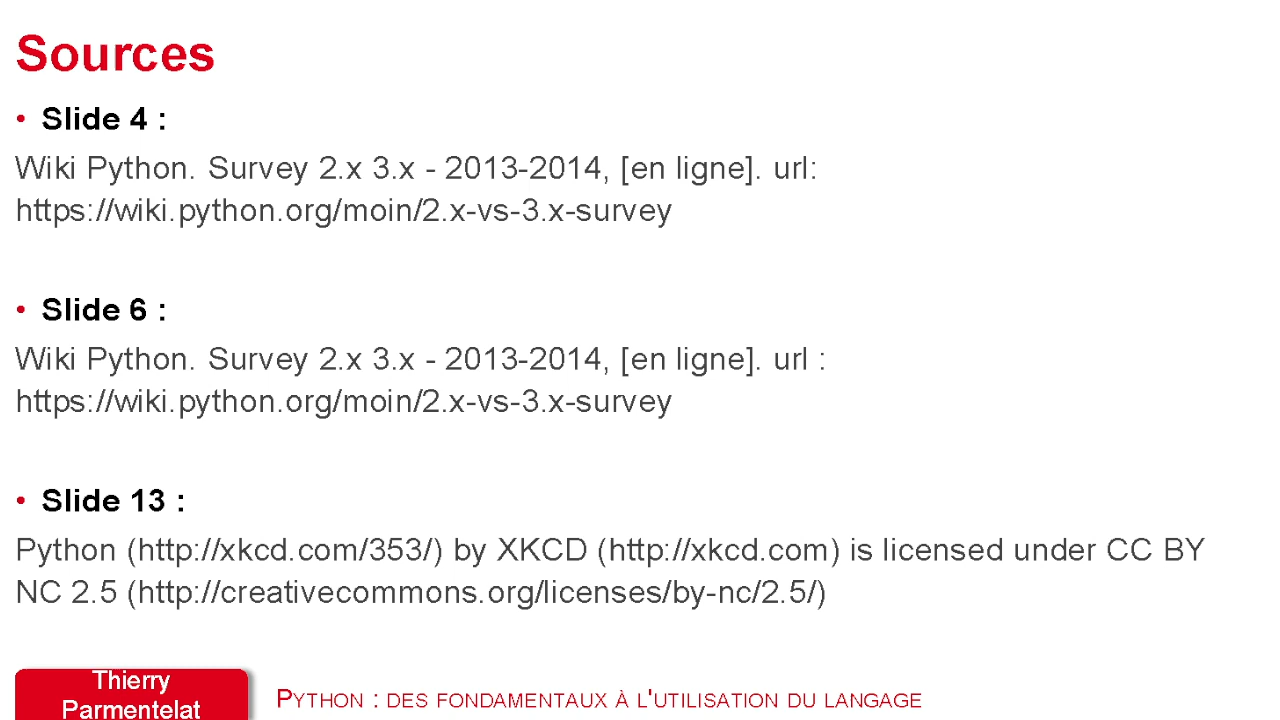 Sources
• Slide 4 :
Wiki Python. Survey 2.x 3.x - 2013-2014, [en ligne]. url:
https://wiki.python.org/moin/2.x-vs-3.x-survey
• Slide 6 :
Wiki Python. Survey 2.x 3.x - 2013-2014, [en ligne]. url :
https://wiki.python.org/moin/2.x-vs-3.x-survey
• Slide 13 :
Python (http://xkcd.com/353/) by XKCD (http://xkcd.com) is licensed under CC BY
NC 2.5 (http://creativecommons.org/licenses/by-nc/2.5/)
Thierry
Parmentelat
PYTHON : DES FONDAMENTAUX À L'UTILISATION DU LANGAGE